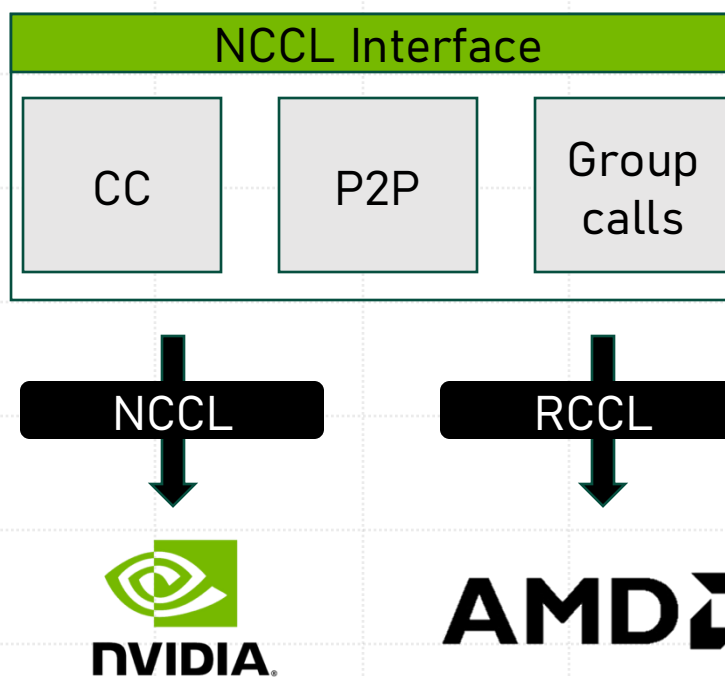 NCCL Interface
CC
P2P
Group
calls
NCCL
RCCL
NVIDIA.
AMD